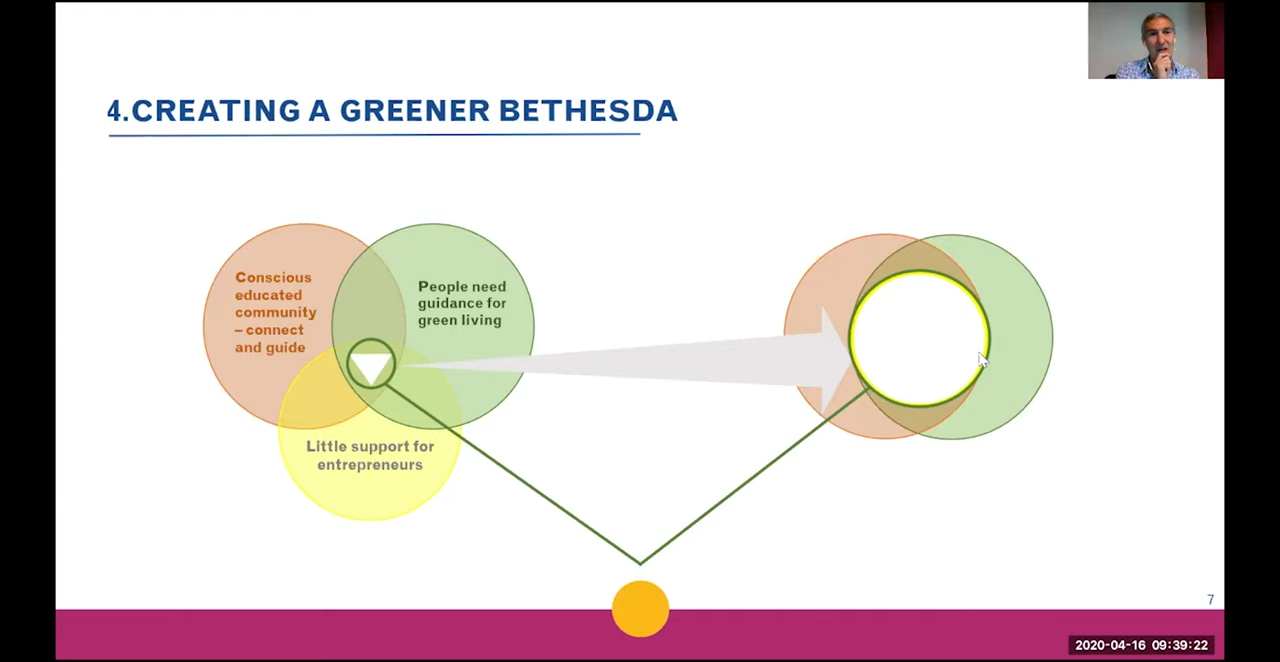 4.CREATING A GREENER BETHESDA
Conscious
educated
community
– connect
and guide
People need
guidance for
green living
Little support for
entrepreneurs
7
2020-04-16 09:39:22